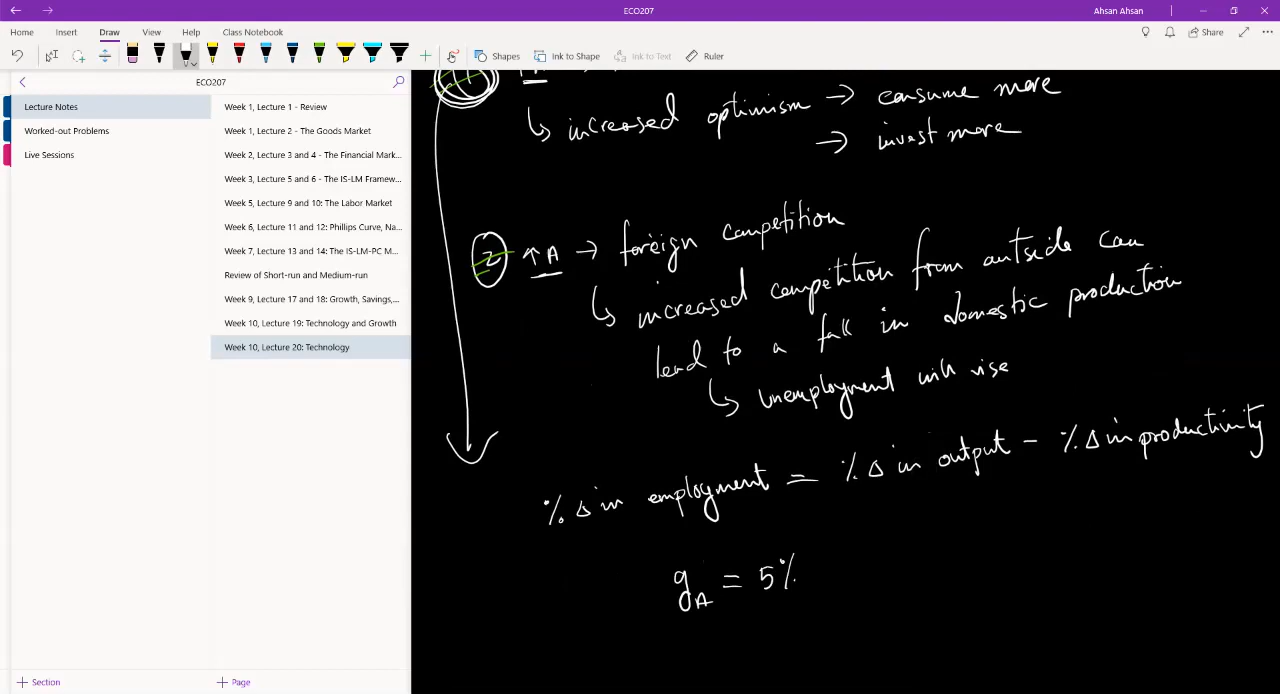 ECO207
Ahsan Ahsan
Home Insert Draw View Help Class Notebook
Share
Shapes Ink to Shape Ink to Text Ruler
ECO207
Lecture Notes
Worked-out Problems
Live Sessions
Week 1, Lecture 1 - Review
Week 1, Lecture 2 - The Goods Market
Week 2, Lecture 3 and 4 - The Financial Mark...
Week 3, Lecture 5 and 6 - The IS-LM Framew...
Week 5, Lecture 9 and 10: The Labor Market
Week 6, Lecture 11 and 12: Phillips Curve, Na...
Week 7, Lecture 13 and 14: The IS-LM-PC M...
Review of Short-run and Medium-run
Week 9, Lecture 17 and 18: Growth, Savings,...
Week 10, Lecture 19: Technology and Growth
Week 10, Lecture 20: Technology
+ Section
+ Page
↳ increased optimism → consume more
→ invest more
2 ↑A → foreign competition
↳ increased competition from outside can
lead to a fall in domestic production
↳ unemployment will rise
% Δ in employment = % Δ in output - % Δ in productivity
g_A = 5%